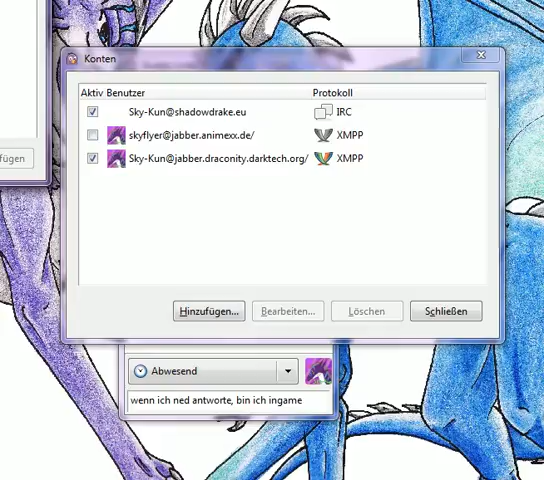 Konten
Aktiv Benutzer Protokoll
Sky-Kun@shadowdrake.eu IRC
skyflyer@jabber.animexx.de/ XMPP
Sky-Kun@jabber.draconity.darktech.org/ XMPP
fügen
Hinzufügen... Bearbeiten... Löschen Schließen
Abwesend
wenn ich ned antworte, bin ich ingame